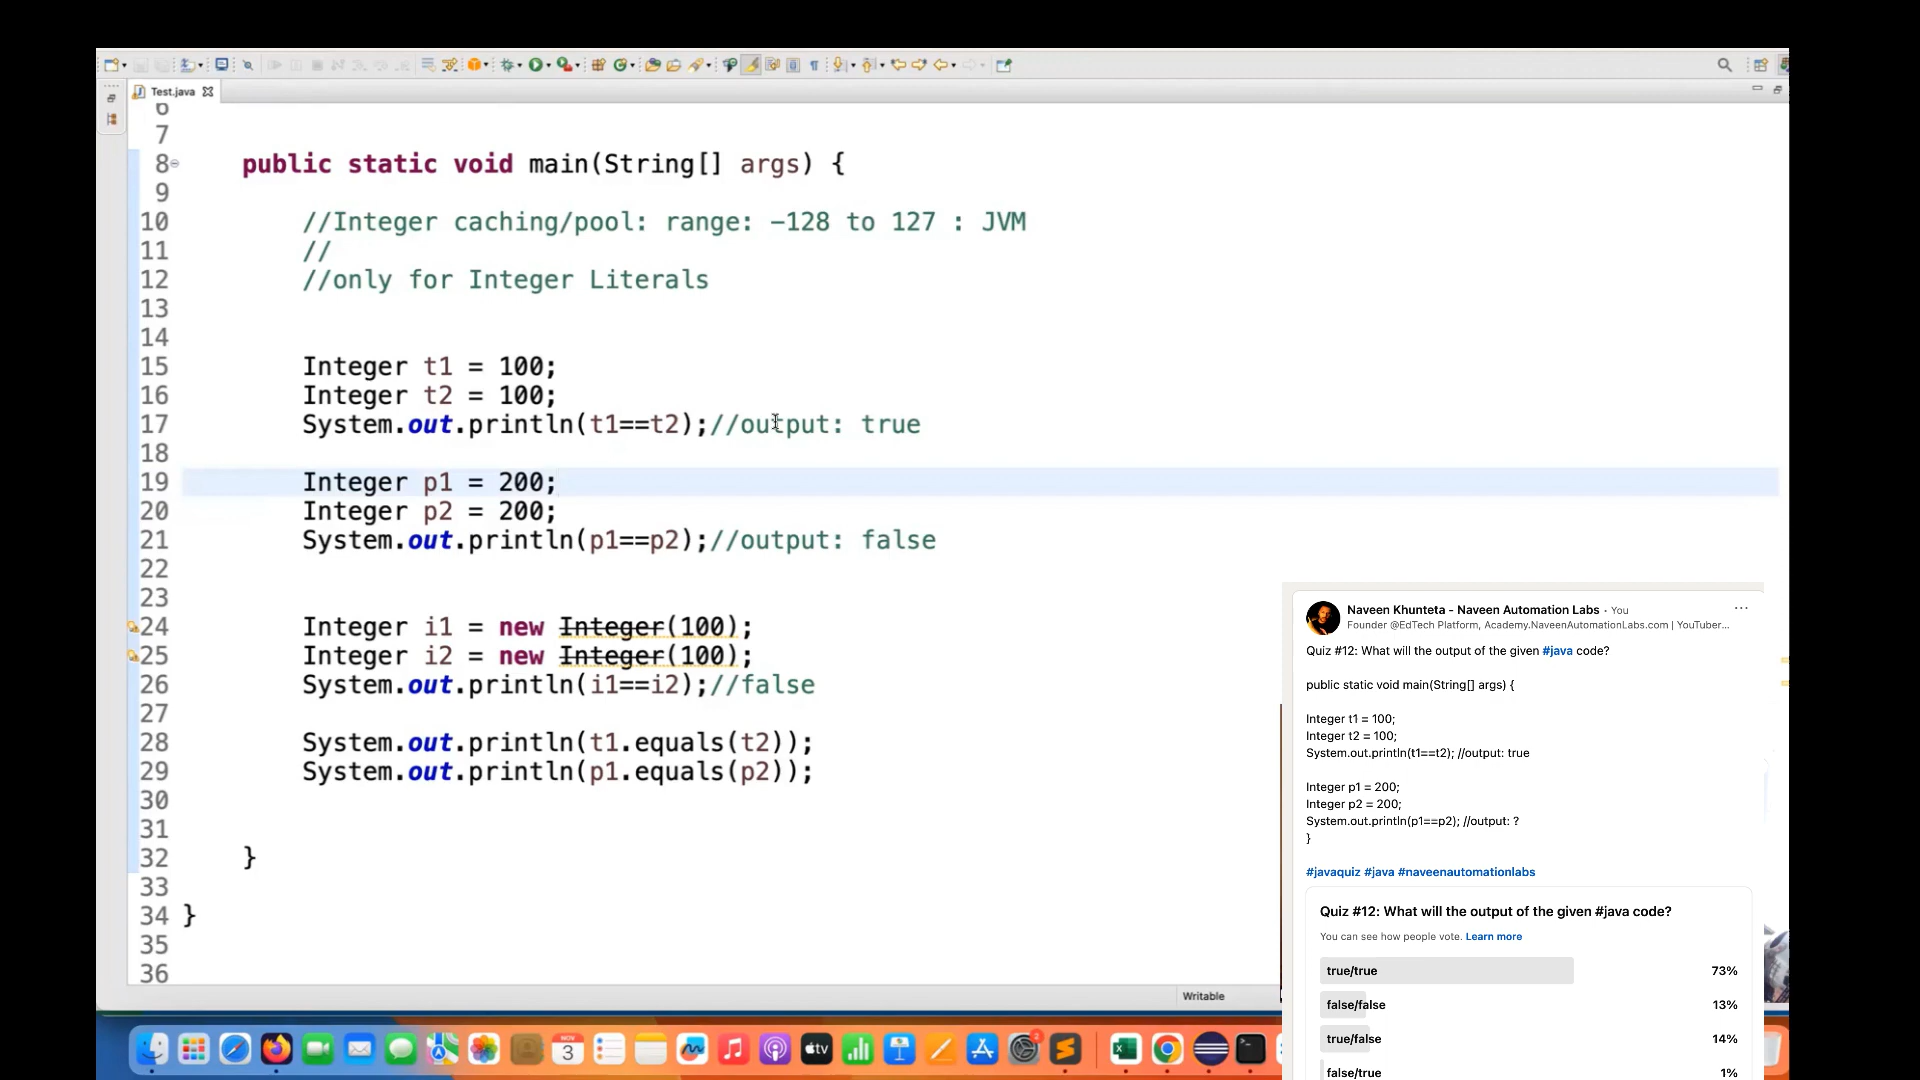 Test.java
6
7
8 public static void main(String[] args) {
9
10 //Integer caching/pool: range: -128 to 127 : JVM
11 //
12 //only for Integer Literals
13
14
15 Integer t1 = 100;
16 Integer t2 = 100;
17 System.out.println(t1==t2);//output: true
18
19 Integer p1 = 200;
20 Integer p2 = 200;
21 System.out.println(p1==p2);//output: false
22
23
24 Integer i1 = new Integer(100);
25 Integer i2 = new Integer(100);
26 System.out.println(i1==i2);//false
27
28 System.out.println(t1.equals(t2));
29 System.out.println(p1.equals(p2));
30
31
32 }
33
34 }
35
36
Writable
Naveen Khunteta - Naveen Automation Labs · You
Founder @EdTech Platform, Academy.NaveenAutomationLabs.com | YouTuber...
Quiz #12: What will the output of the given #java code?
public static void main(String[] args) {
Integer t1 = 100;
Integer t2 = 100;
System.out.println(t1==t2); //output: true
Integer p1 = 200;
Integer p2 = 200;
System.out.println(p1==p2); //output: ?
}
#javaquiz #java #naveenautomationlabs
Quiz #12: What will the output of the given #java code?
You can see how people vote. Learn more
true/true 73%
false/false 13%
true/false 14%
false/true 1%
NOV
3
tv